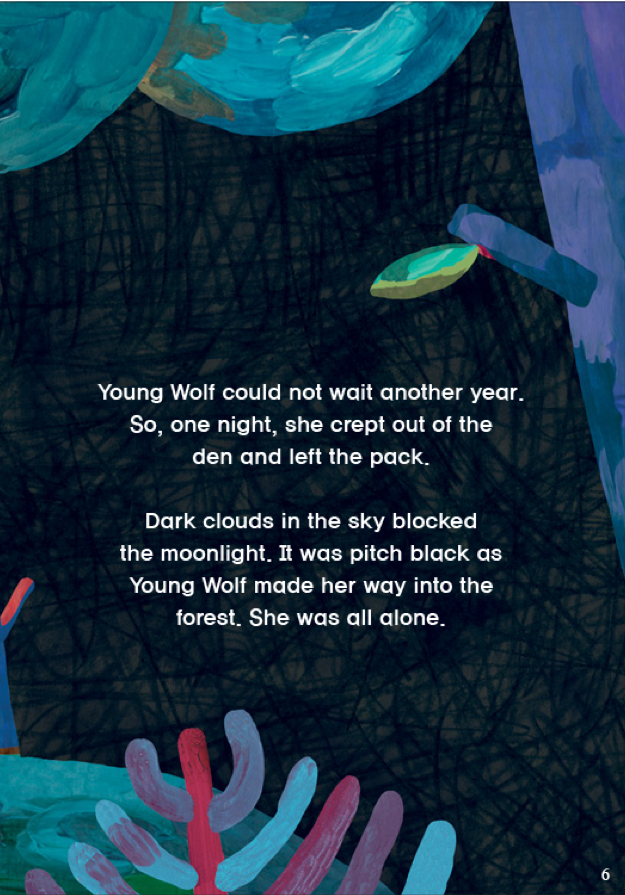 Young Wolf could not wait another year.
So, one night, she crept out of the
den and left the pack.
Dark clouds in the sky blocked
the moonlight. It was pitch black as
Young Wolf made her way into the
forest. She was all alone.
6